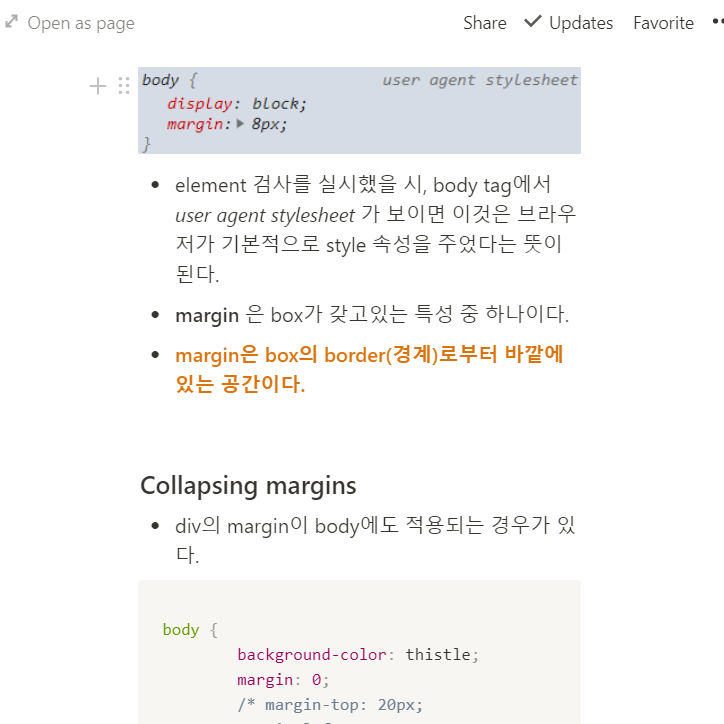 Open as page Share Updates Favorite
body { user agent stylesheet
display: block;
margin: 8px;
}
element 검사를 실시했을 시, body tag에서
user agent stylesheet 가 보이면 이것은 브라우
저가 기본적으로 style 속성을 주었다는 뜻이
된다.
margin 은 box가 갖고있는 특성 중 하나이다.
margin은 box의 border(경계)로부터 바깥에
있는 공간이다.
Collapsing margins
div의 margin이 body에도 적용되는 경우가 있
다.
body {
background-color: thistle;
margin: 0;
/* margin-top: 20px;